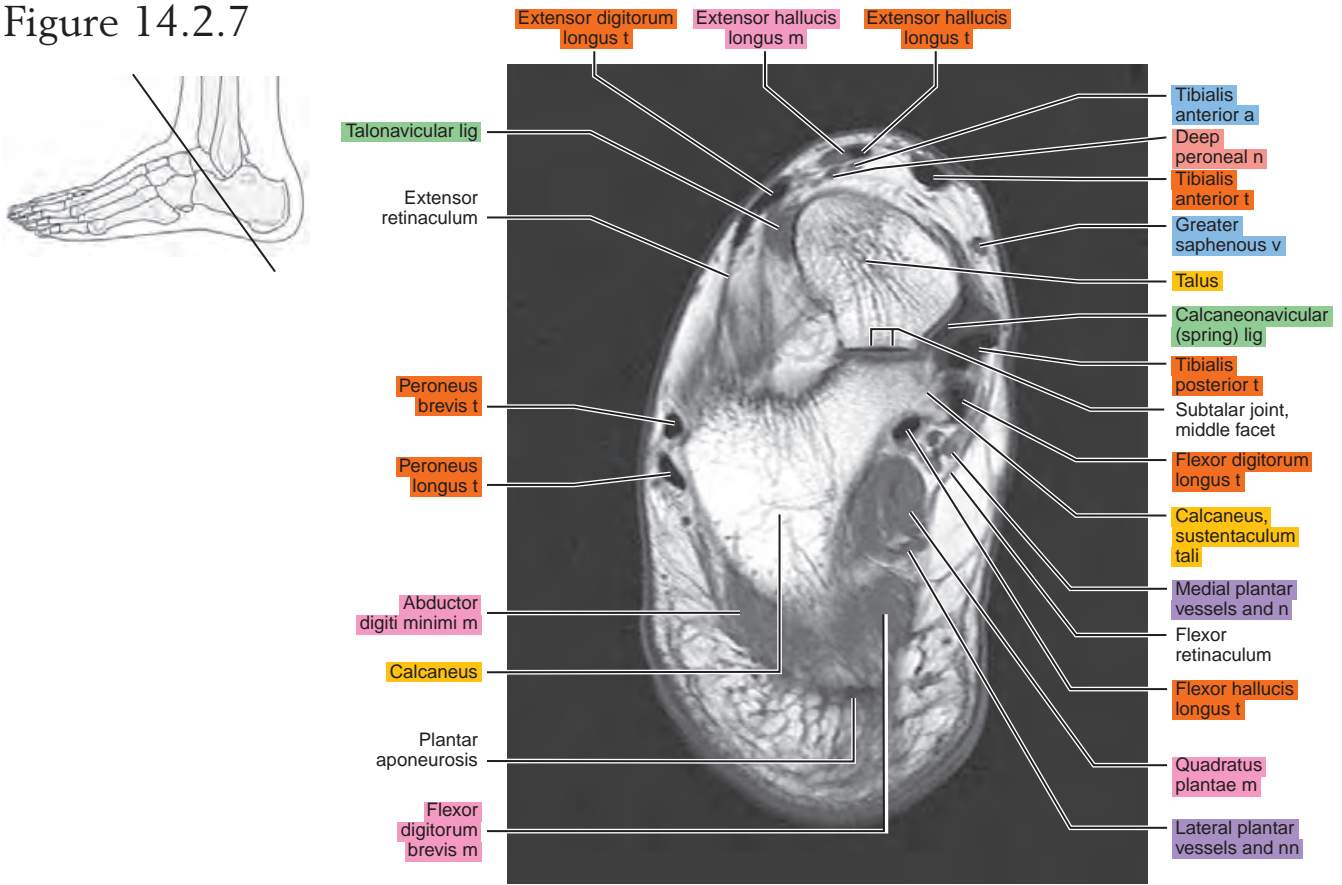 Figure 14.2.7
Extensor digitorum
longus t
Extensor hallucis
longus m
Extensor hallucis
longus t
Talonavicular lig
Extensor
retinaculum
Peroneus
brevis t
Peroneus
longus t
Abductor
digiti minimi m
Calcaneus
Plantar
aponeurosis
Flexor
digitorum
brevis m
Tibialis
anterior a
Deep
peroneal n
Tibialis
anterior t
Greater
saphenous v
Talus
Calcaneonavicular
(spring) lig
Tibialis
posterior t
Subtalar joint,
middle facet
Flexor digitorum
longus t
Calcaneus,
sustentaculum
tali
Medial plantar
vessels and n
Flexor
retinaculum
Flexor hallucis
longus t
Quadratus
plantae m
Lateral plantar
vessels and nn